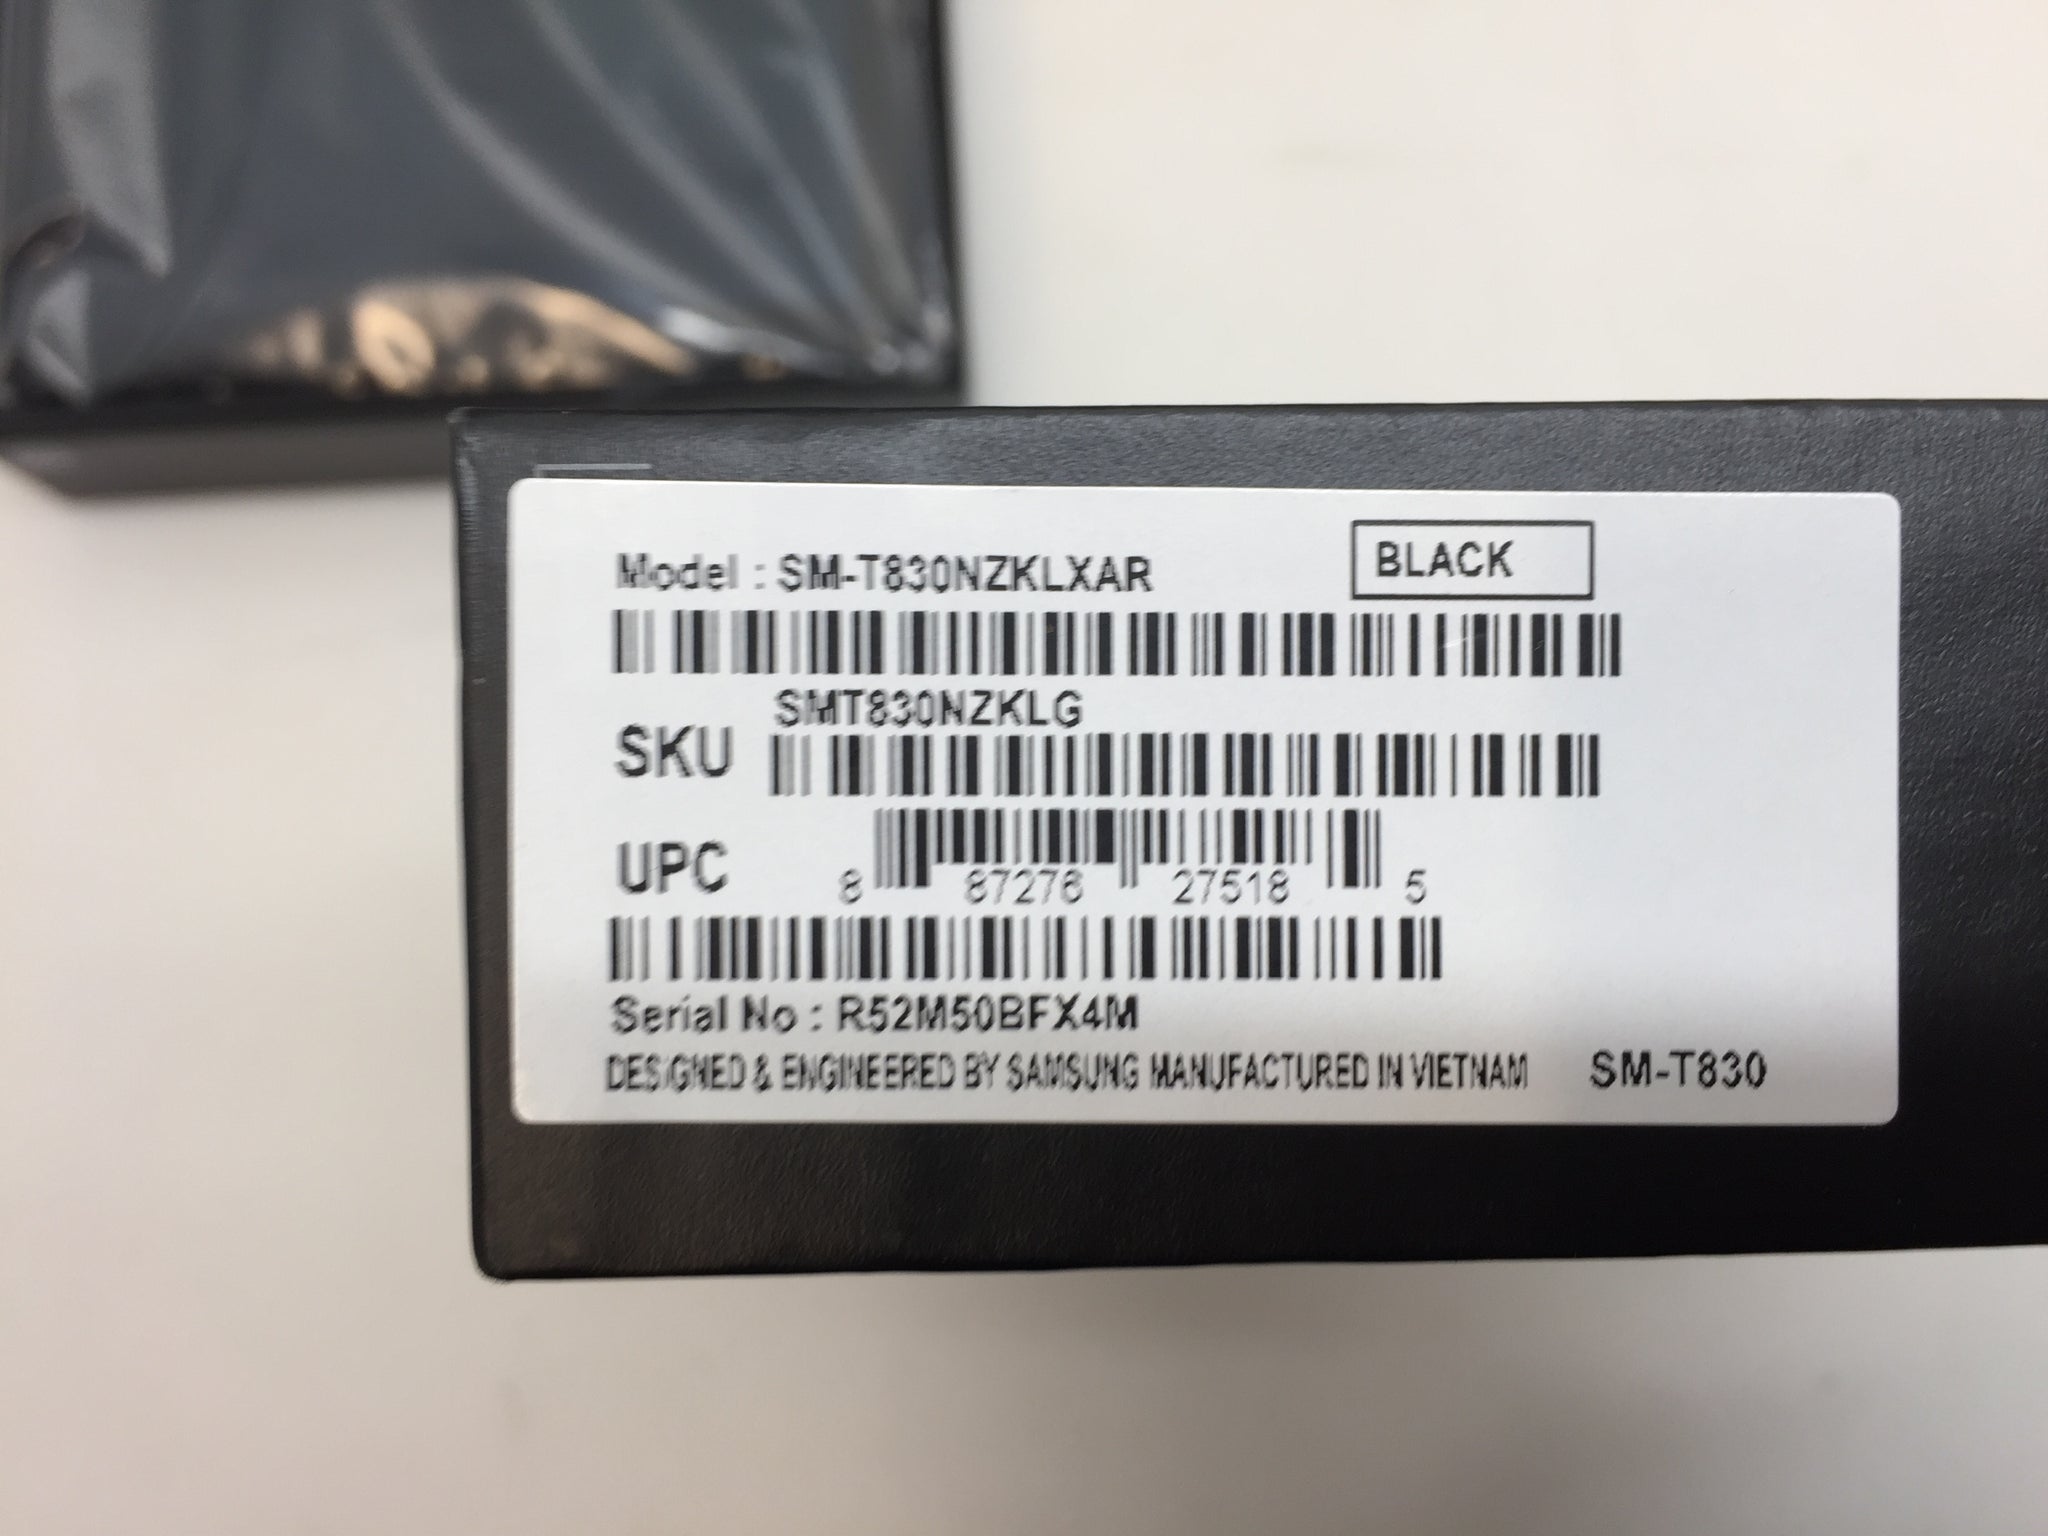 Model : SM-T830NZKLXAR
BLACK
SMT830NZKLG
SKU
UPC
8 87276 27518 5
Serial No : R52M50BFX4M
DESIGNED & ENGINEERED BY SAMSUNG MANUFACTURED IN VIETNAM SM-T830